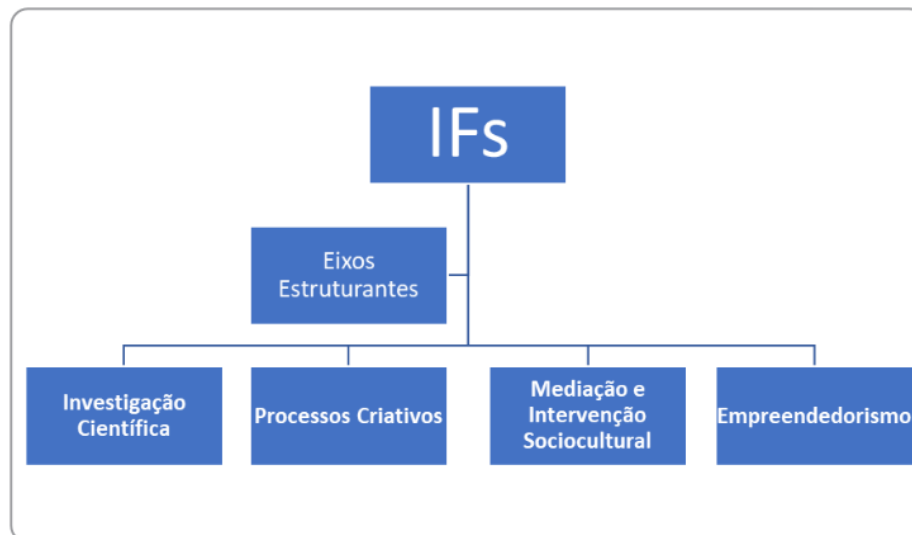 IFs
Eixos
Estruturantes
Investigação
Científica
Processos Criativos
Mediação e
Intervenção
Sociocultural
Empreendedorismo